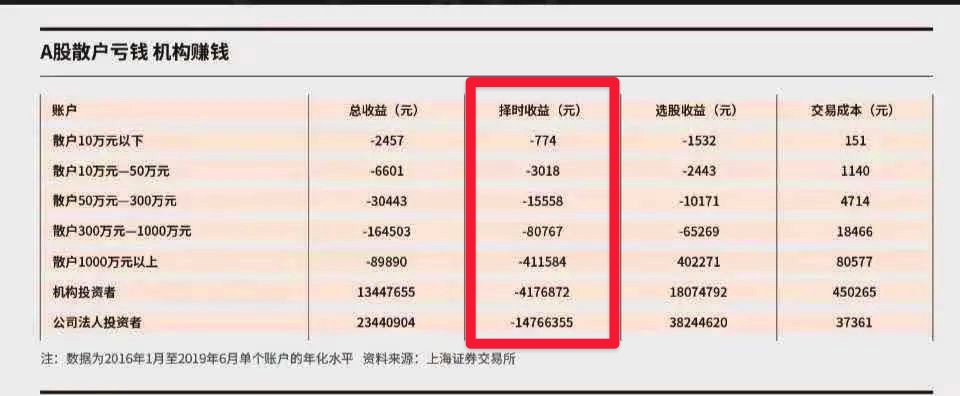 A股散户亏钱 机构赚钱
账户 总收益（元） 择时收益（元） 选股收益（元） 交易成本（元）
散户10万元以下 -2457 -774 -1532 151
散户10万元—50万元 -6601 -3018 -2443 1140
散户50万元—300万元 -30443 -15558 -10171 4714
散户300万元—1000万元 -164503 -80767 -65269 18466
散户1000万元以上 -89890 -411584 402271 80577
机构投资者 13447655 -4176872 18074792 450265
公司法人投资者 23440904 -14766355 38244620 37361
注：数据为2016年1月至2019年6月单个账户的年化水平 资料来源：上海证券交易所